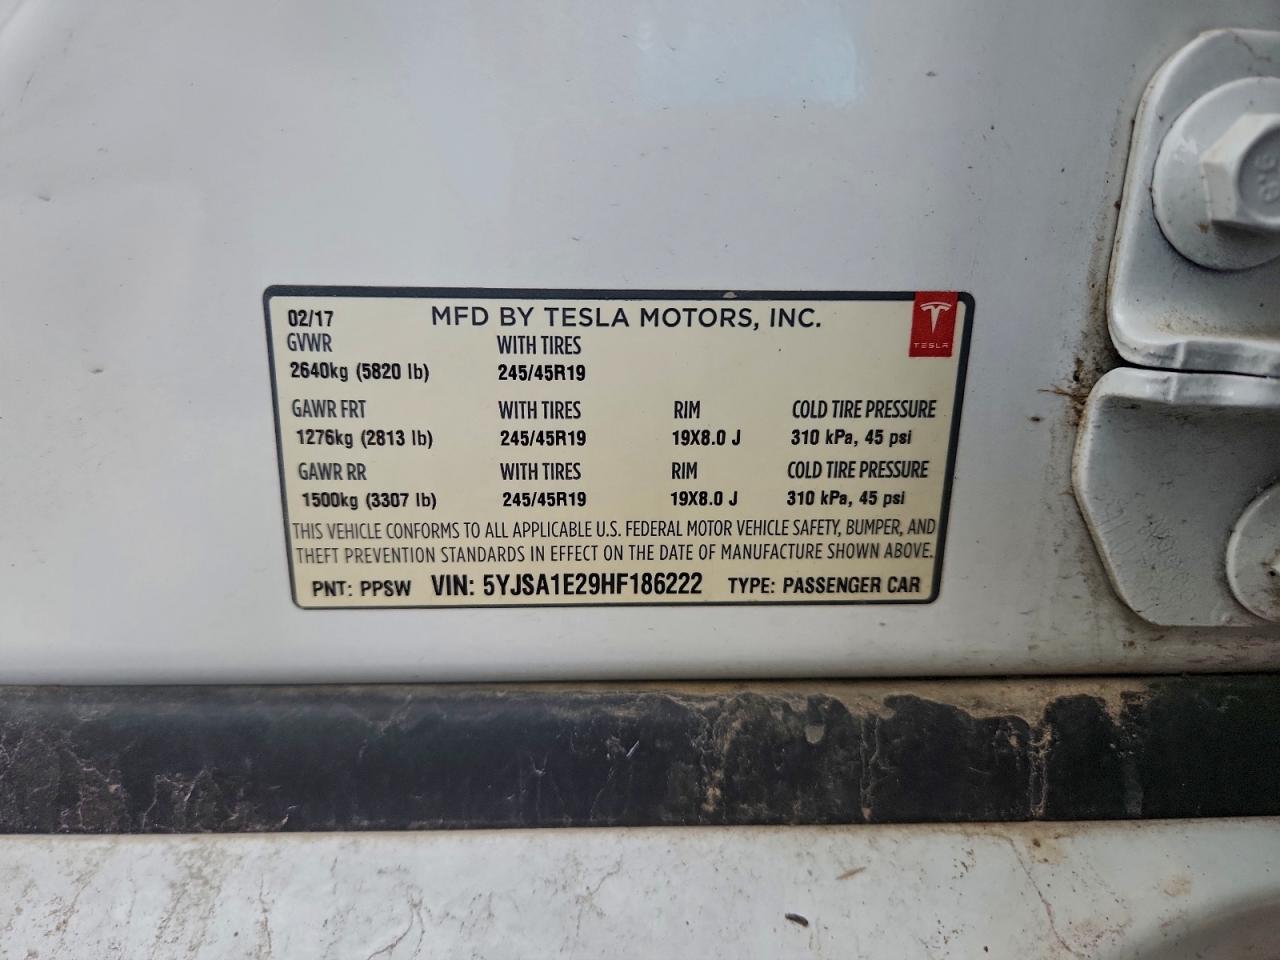 02/17 MFD BY TESLA MOTORS, INC.
TESLA
GVWR WITH TIRES
2640kg (5820 lb) 245/45R19
GAWR FRT WITH TIRES RIM COLD TIRE PRESSURE
1276kg (2813 lb) 245/45R19 19X8.0 J 310 kPa, 45 psi
GAWR RR WITH TIRES RIM COLD TIRE PRESSURE
1500kg (3307 lb) 245/45R19 19X8.0 J 310 kPa, 45 psi
THIS VEHICLE CONFORMS TO ALL APPLICABLE U.S. FEDERAL MOTOR VEHICLE SAFETY, BUMPER, AND
THEFT PREVENTION STANDARDS IN EFFECT ON THE DATE OF MANUFACTURE SHOWN ABOVE.
PNT: PPSW VIN: 5YJSA1E29HF186222 TYPE: PASSENGER CAR